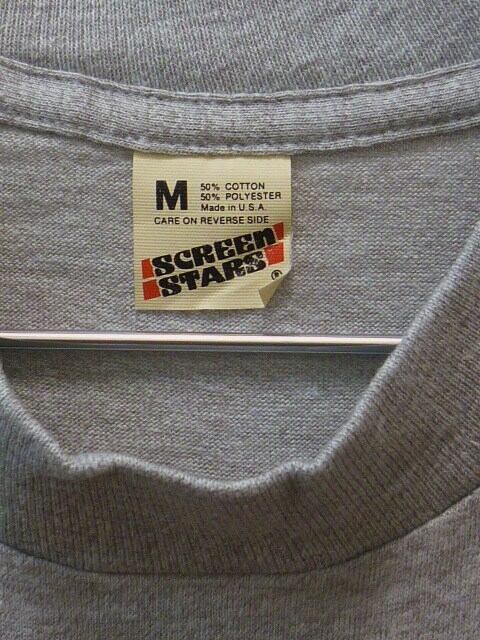 M
50% COTTON
50% POLYESTER
Made in U.S.A.
CARE ON REVERSE SIDE
SCREEN
STARS
®